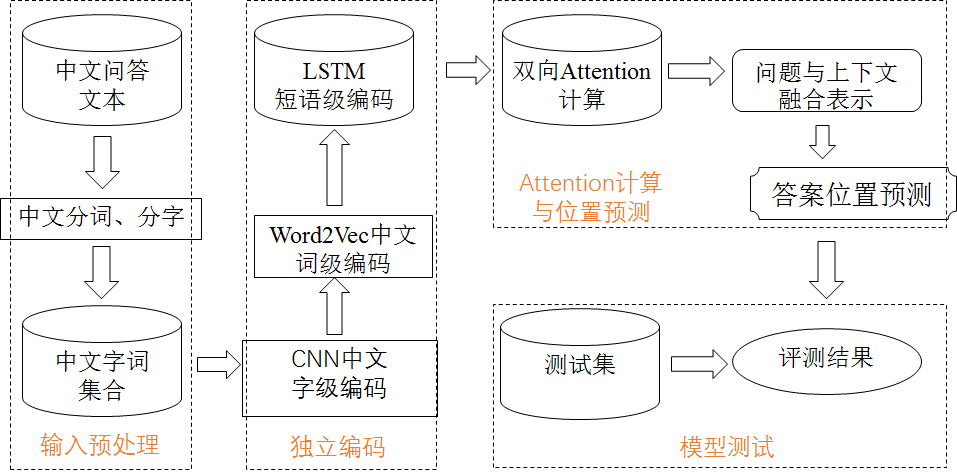 中文问答
文本
中文分词、分字
中文字词
集合
输入预处理
LSTM
短语级编码
Word2Vec中文
词级编码
CNN中文
字级编码
独立编码
双向Attention
计算
问题与上下文
融合表示
答案位置预测
Attention计算
与位置预测
测试集
评测结果
模型测试